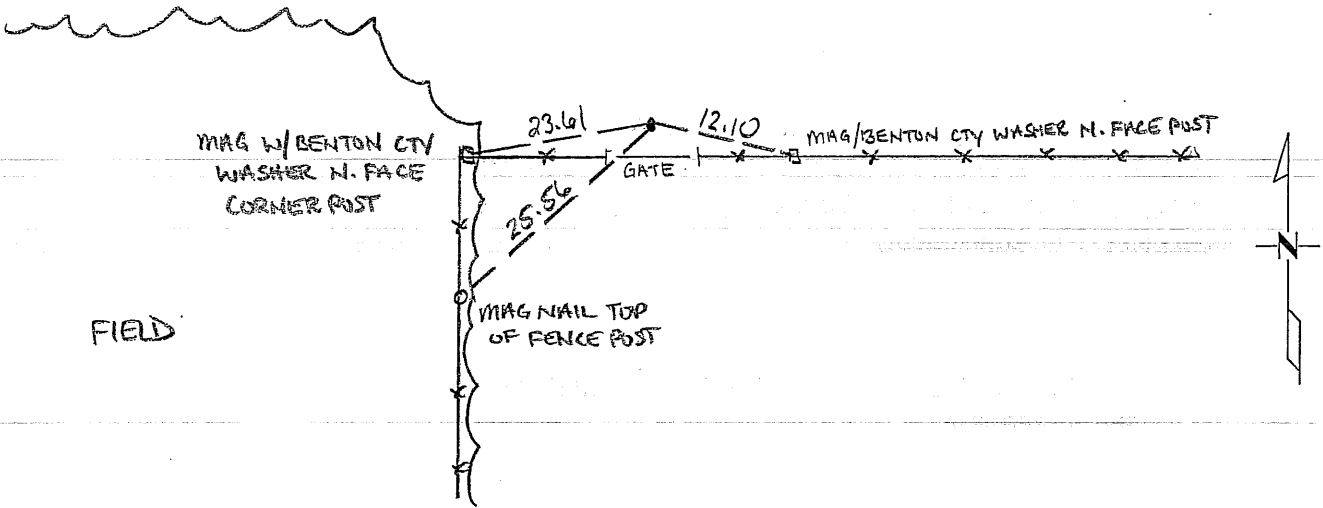 23.61
12.10
MAG W/BENTON CTY
WASHER N. FACE
CORNER POST
MAG/BENTON CTY WASHER N. FACE POST
GATE
25.56
N
MAG NAIL TOP
OF FENCE POST
FIELD